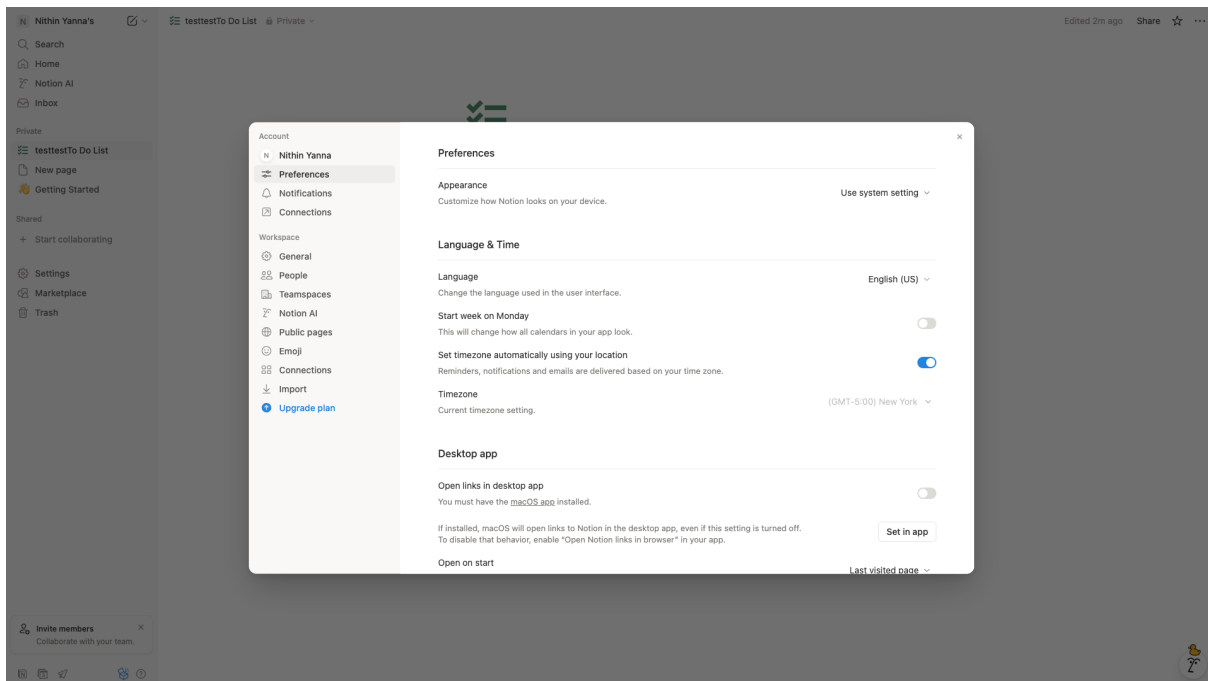 N Nithin Yanna's
Search
Home
Notion AI
Inbox
Private
testtestTo Do List
New page
Getting Started
Shared
Start collaborating
Settings
Marketplace
Trash
Invite members
Collaborate with your team.
testtestTo Do List Private
Edited 2m ago Share
Account
N Nithin Yanna
Preferences
Notifications
Connections
Workspace
General
People
Teamspaces
Notion AI
Public pages
Emoji
Connections
Import
Upgrade plan
Preferences
Appearance
Customize how Notion looks on your device.
Use system setting
Language & Time
Language
Change the language used in the user interface.
English (US)
Start week on Monday
This will change how all calendars in your app look.
Set timezone automatically using your location
Reminders, notifications and emails are delivered based on your time zone.
Timezone
Current timezone setting.
(GMT-5:00) New York
Desktop app
Open links in desktop app
You must have the macOS app installed.
If installed, macOS will open links to Notion in the desktop app, even if this setting is turned off.
To disable that behavior, enable “Open Notion links in browser” in your app.
Set in app
Open on start
Last visited page